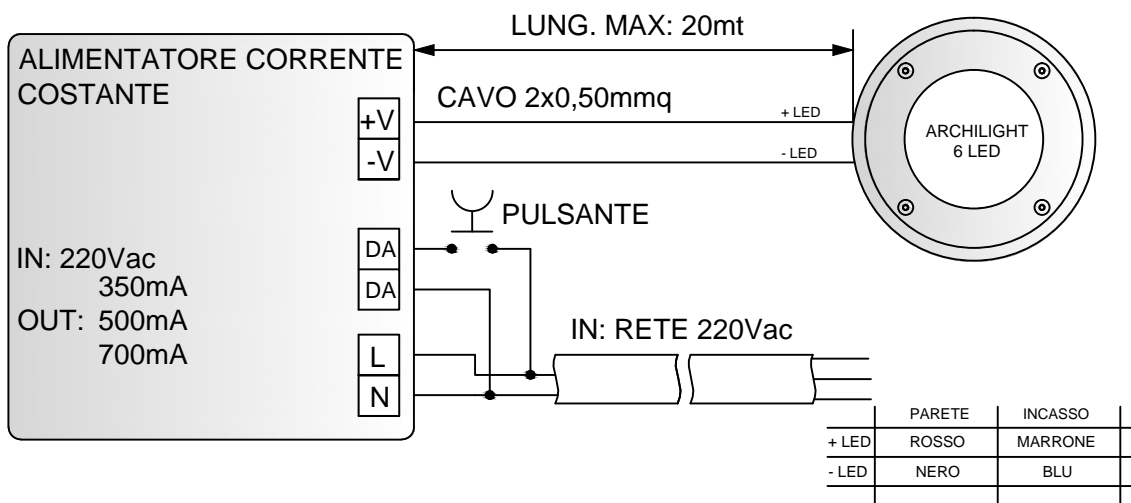 LUNG. MAX: 20mt
ALIMENTATORE CORRENTE
COSTANTE
CAVO 2x0,50mmq
+V
+ LED
-V
- LED
ARCHILIGHT
6 LED
PULSANTE
DA
DA
IN: 220Vac
350mA
OUT: 500mA
700mA
L
N
IN: RETE 220Vac
PARETE INCASSO
+ LED ROSSO MARRONE
- LED NERO BLU